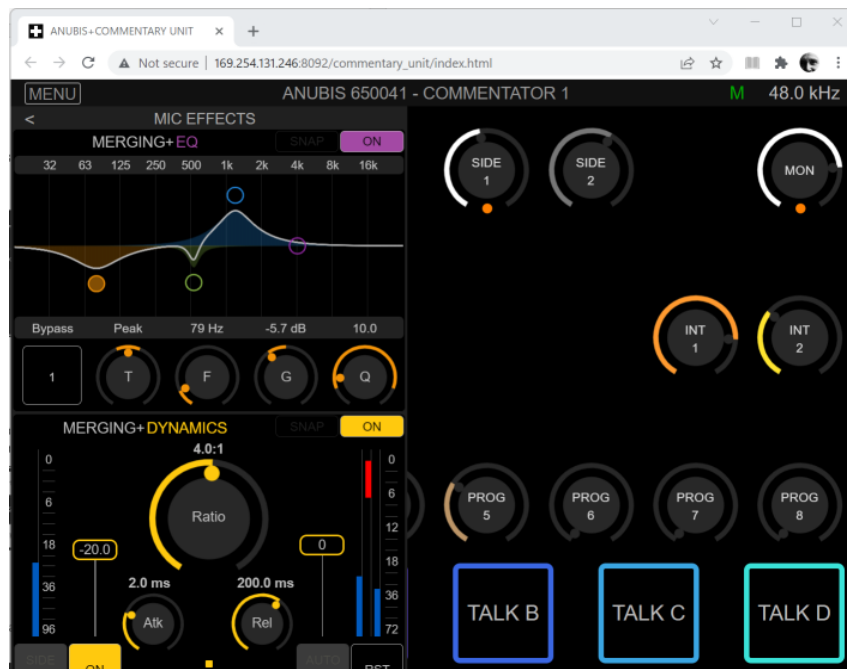 ANUBIS+COMMENTARY UNIT
Not secure | 169.254.131.246:8092/commentary_unit/index.html
MENU ANUBIS 650041 - COMMENTATOR 1 M 48.0 kHz
< MIC EFFECTS
MERGING+EQ SNAP ON
32 63 125 250 500 1k 2k 4k 8k 16k
SIDE 1
SIDE 2
MON
Bypass Peak 79 Hz -5.7 dB 10.0
1 T F G Q
INT 1
INT 2
MERGING+DYNAMICS SNAP ON
4.0:1
Ratio
0 6 18 36 96
-20.0
0
0 6 12 18 36 72
2.0 ms 200.0 ms
Atk Rel
SIDE ON AUTO RST
PROG 5
PROG 6
PROG 7
PROG 8
TALK B TALK C TALK D